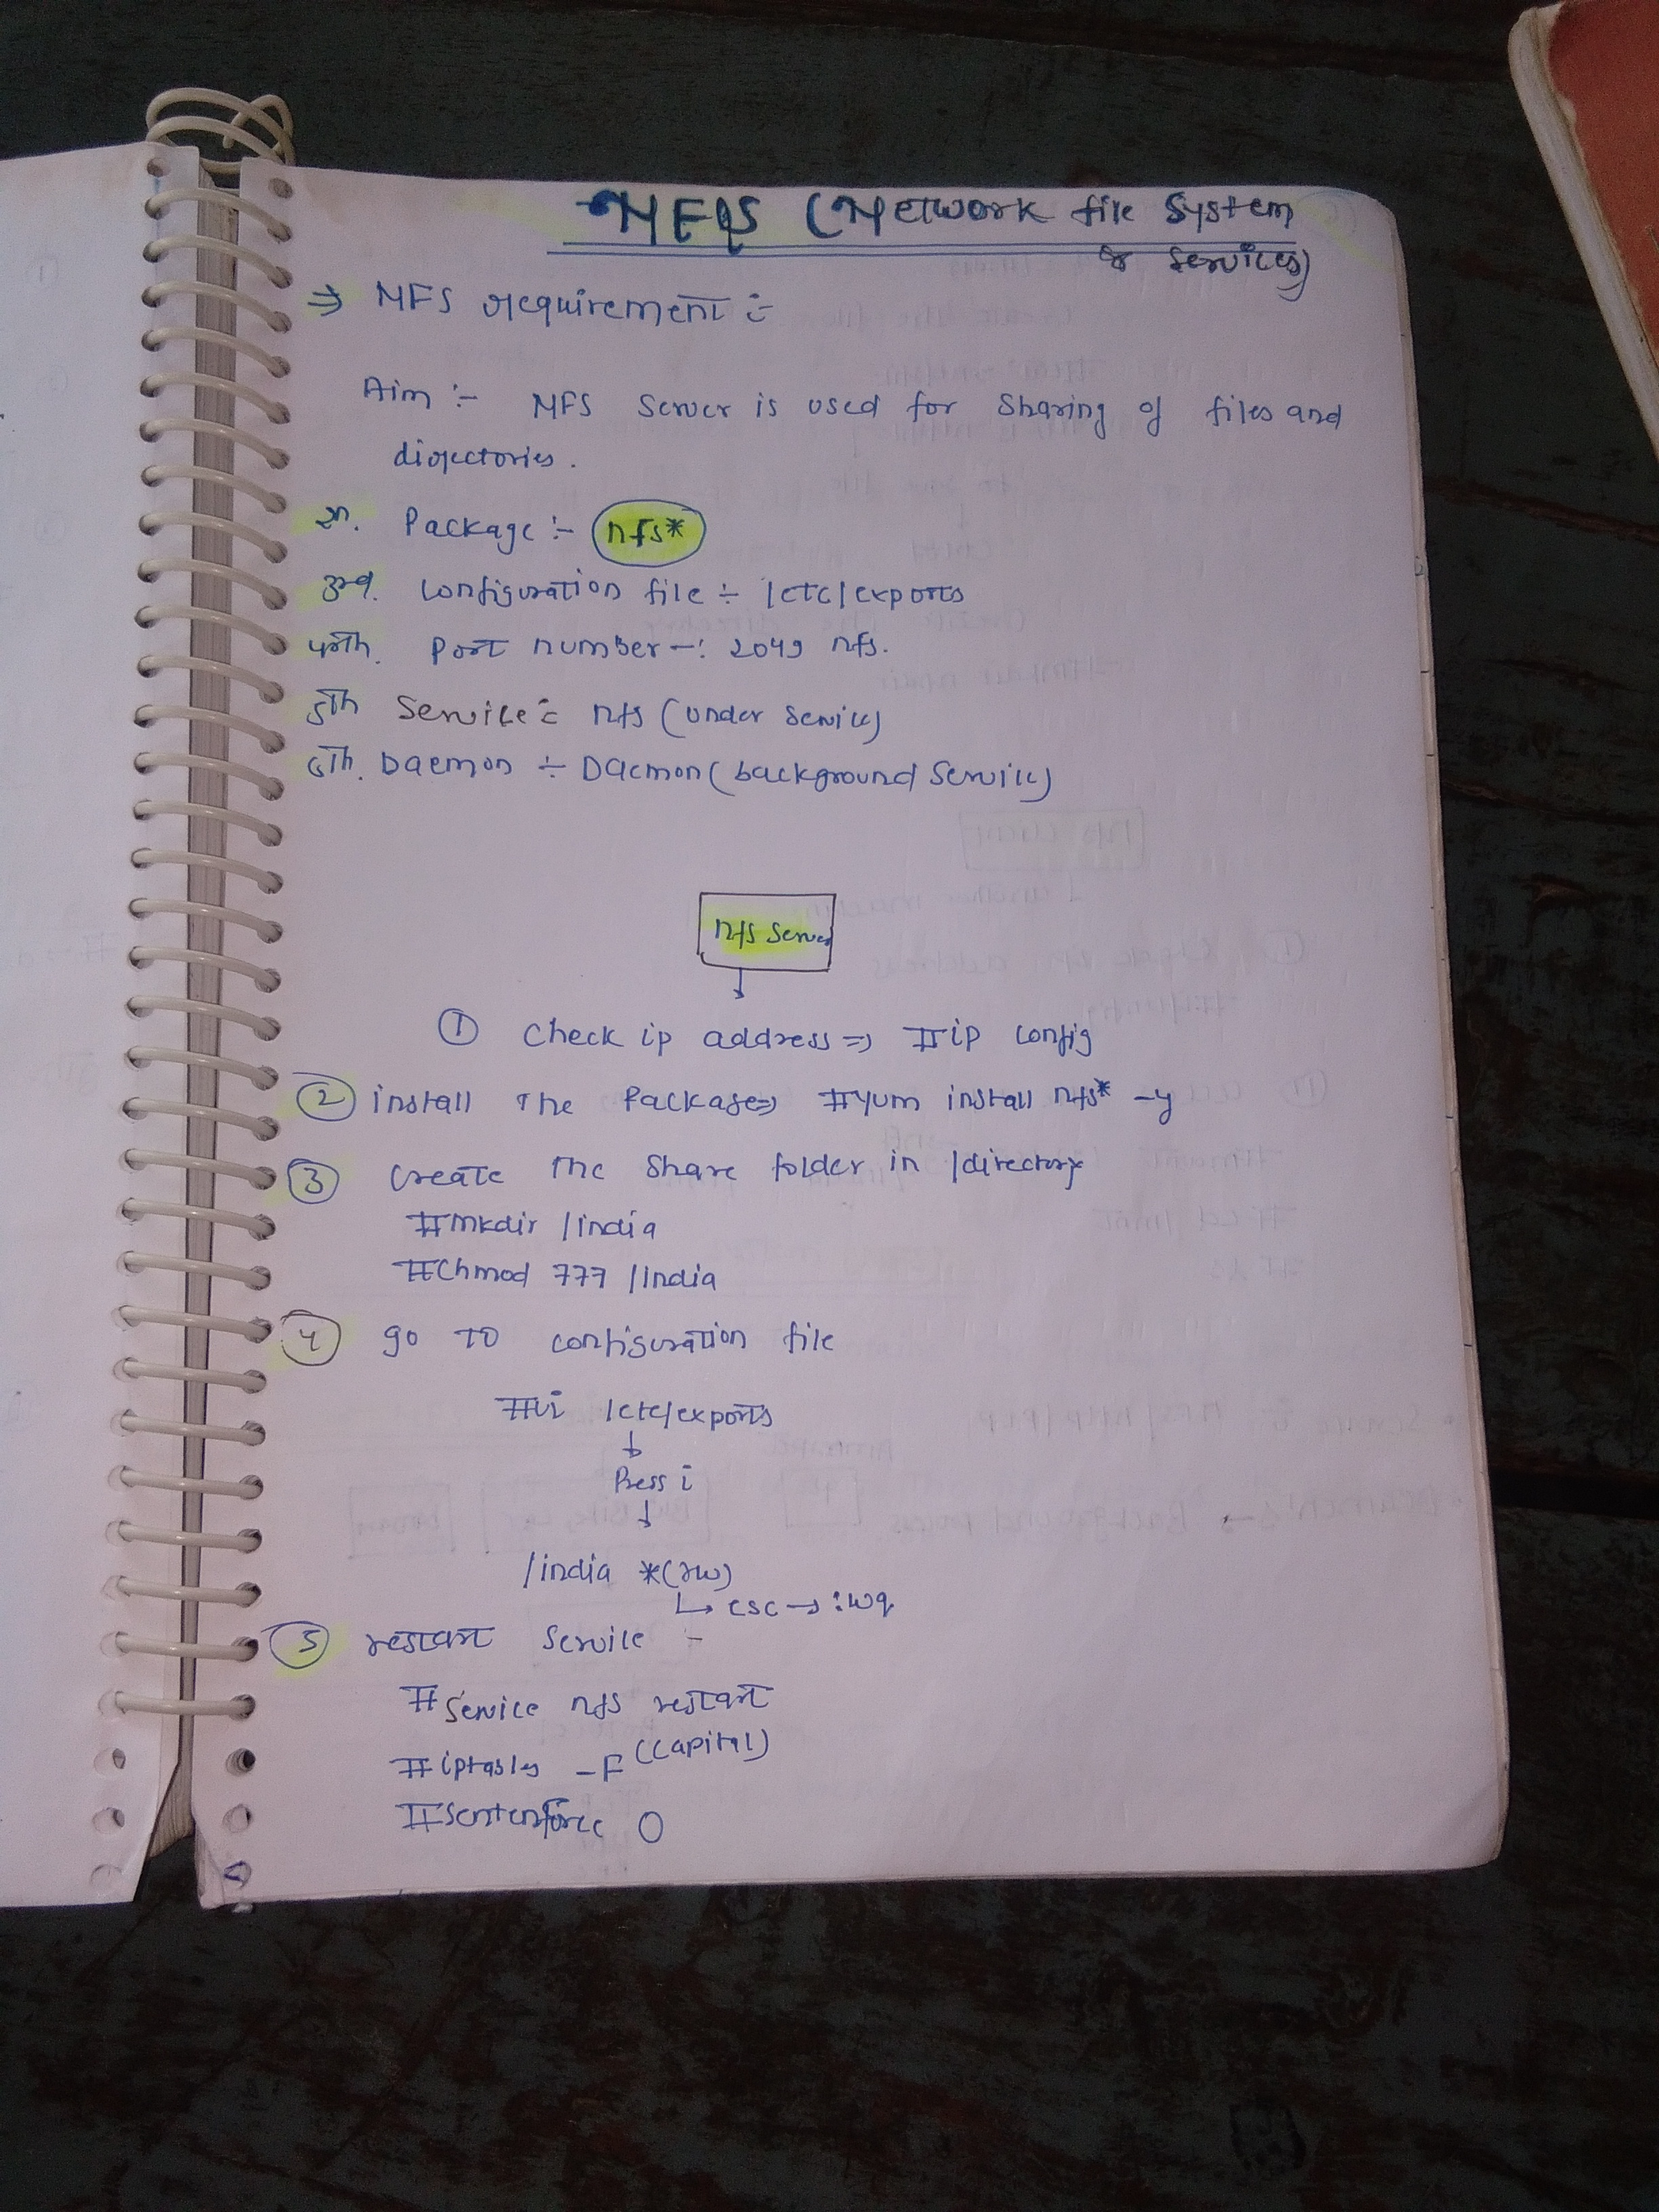 NFS (Network file System
& Services)
⇒ NFS requirement :-
Aim :- NFS Server is used for Sharing of files and
directories.
2n. Package :- nfs*
3rd. Configuration file :- /etc/exports
4oth. Port number -: 2049 nfs.
5th Service :- nfs (under service)
6th. Daemon :- Daemon (background Service)
nfs Server
↓
① Check ip address ⇒ #ip config
② install the Package ⇒ #yum install nfs* -y
③ Create the Share folder in /directory
#mkdir /india
#Chmod 777 /India
④ go to configuration file
#vi /etc/exports
↓
Press i
↓
/india *(rw)
↳ esc → :wq
⑤ restart Service -
#Service nfs restart
#iptables -F (Capital)
#Sentenforce 0